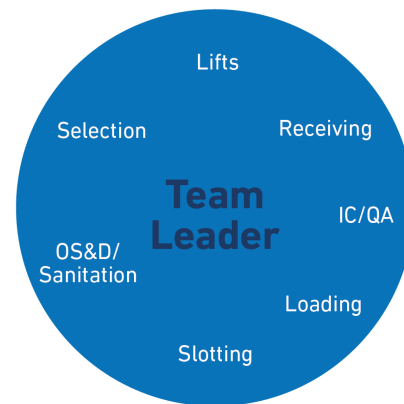 Lifts
Receiving
Selection
Team
Leader
IC/QA
OS&D/
Sanitation
Loading
Slotting